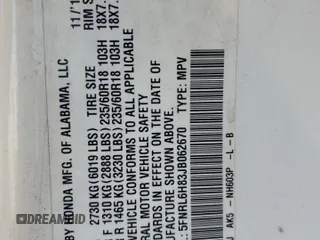 BY HONDA MFG. OF ALABAMA, LLC 11/1
2730 KG (6019 LBS) TIRE SIZE RIM S
F 1310 KG (2888 LBS) 235/60R18 103H 18X7.
R 1465 KG (3230 LBS) 235/60R18 103H 18X7.
VEHICLE CONFORMS TO ALL APPLICABLE
RAL MOTOR VEHICLE SAFETY
DARDS IN EFFECT ON THE DATE OF
FACTURE SHOWN ABOVE.
: 5FNRL6H83JB062670 TYPE: MPV
AK5 - NH603P - L - B